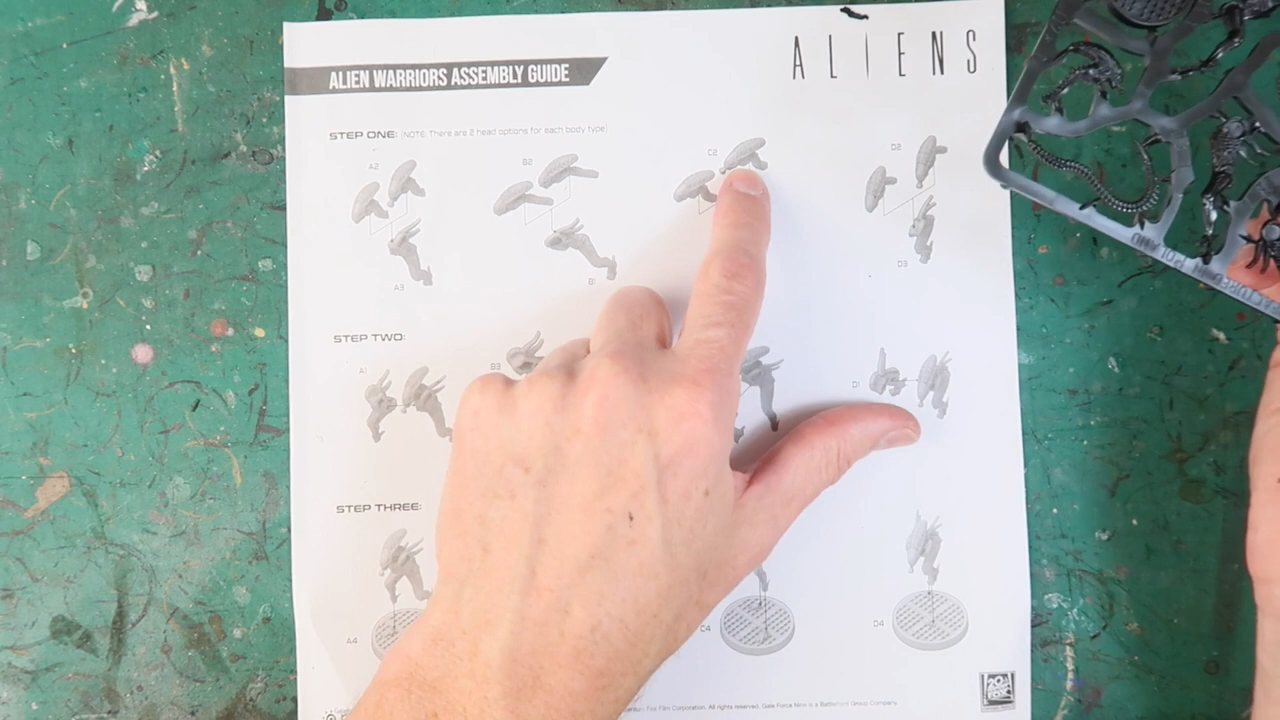 ALIENS
ALIEN WARRIORS ASSEMBLY GUIDE
STEP ONE: (NOTE: There are 2 head options for each body type)
A2
B2
C2
D2
A3
B1
D3
STEP TWO:
A1
B3
D1
STEP THREE:
A4
C4
D4
Fox Film Corporation. All rights reserved. Gale Force Nine is a Battlefront Group Company